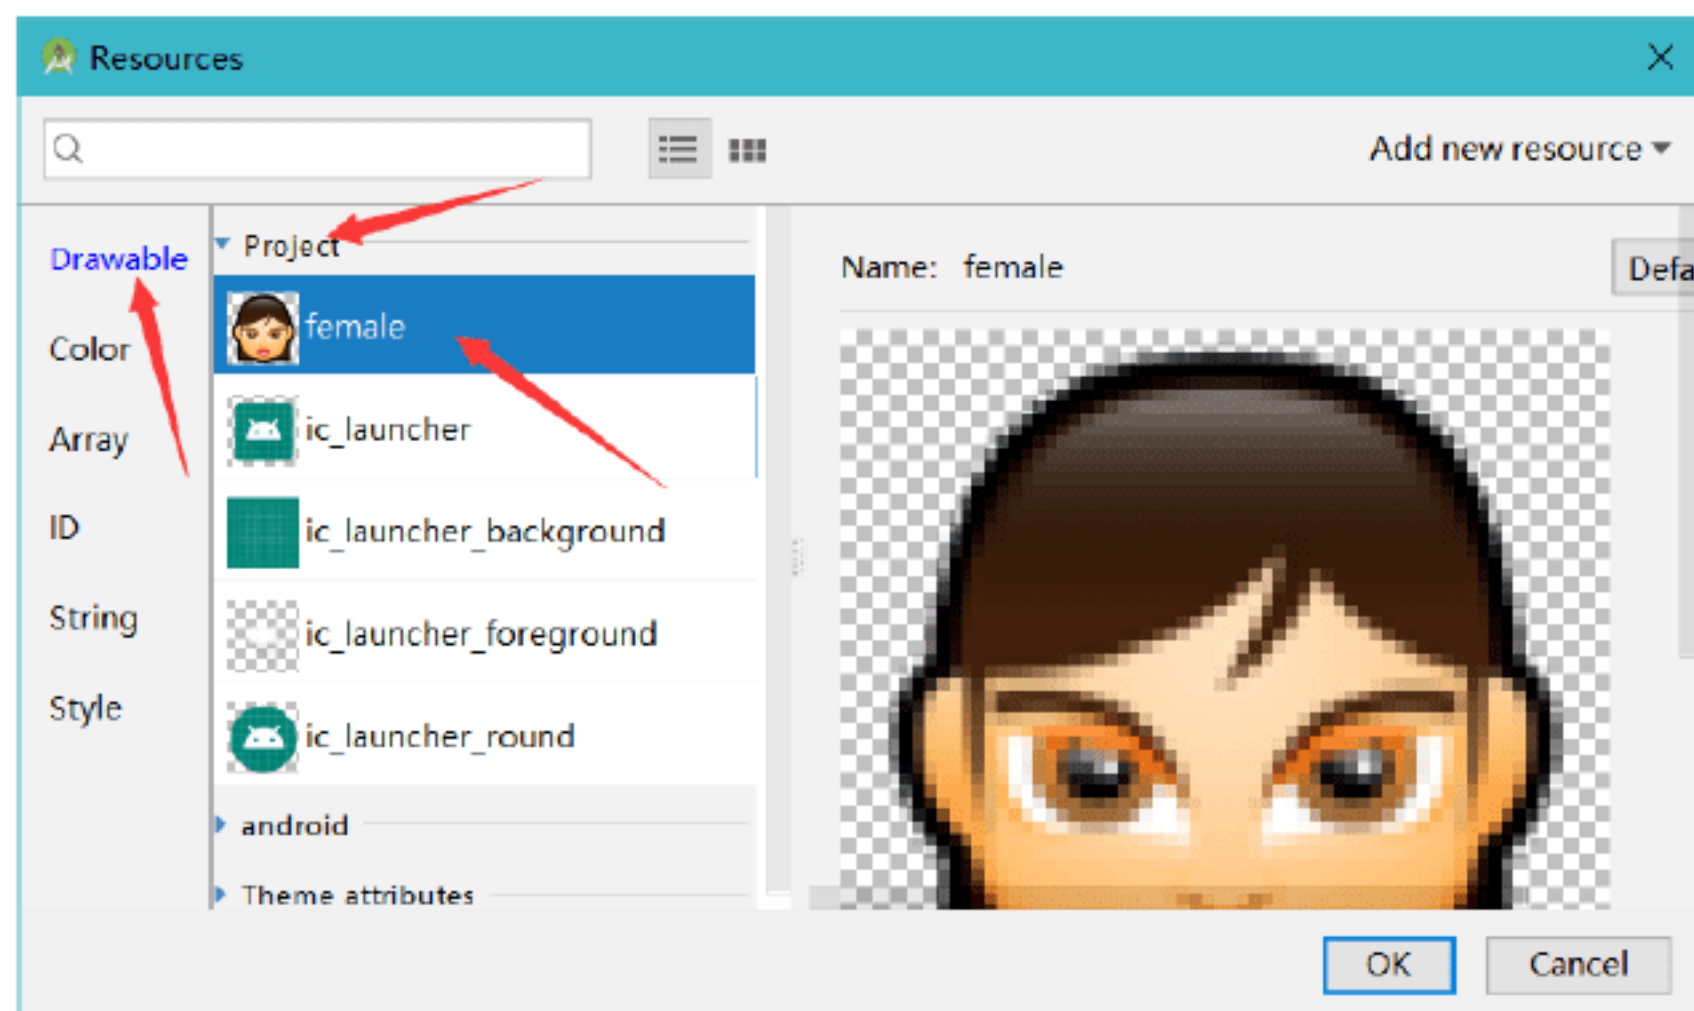 Resources
Add new resource
Drawable
Color
Array
ID
String
Style
Project
female
ic_launcher
ic_launcher_background
ic_launcher_foreground
ic_launcher_round
android
Theme attributes
Name: female
Defa
OK
Cancel